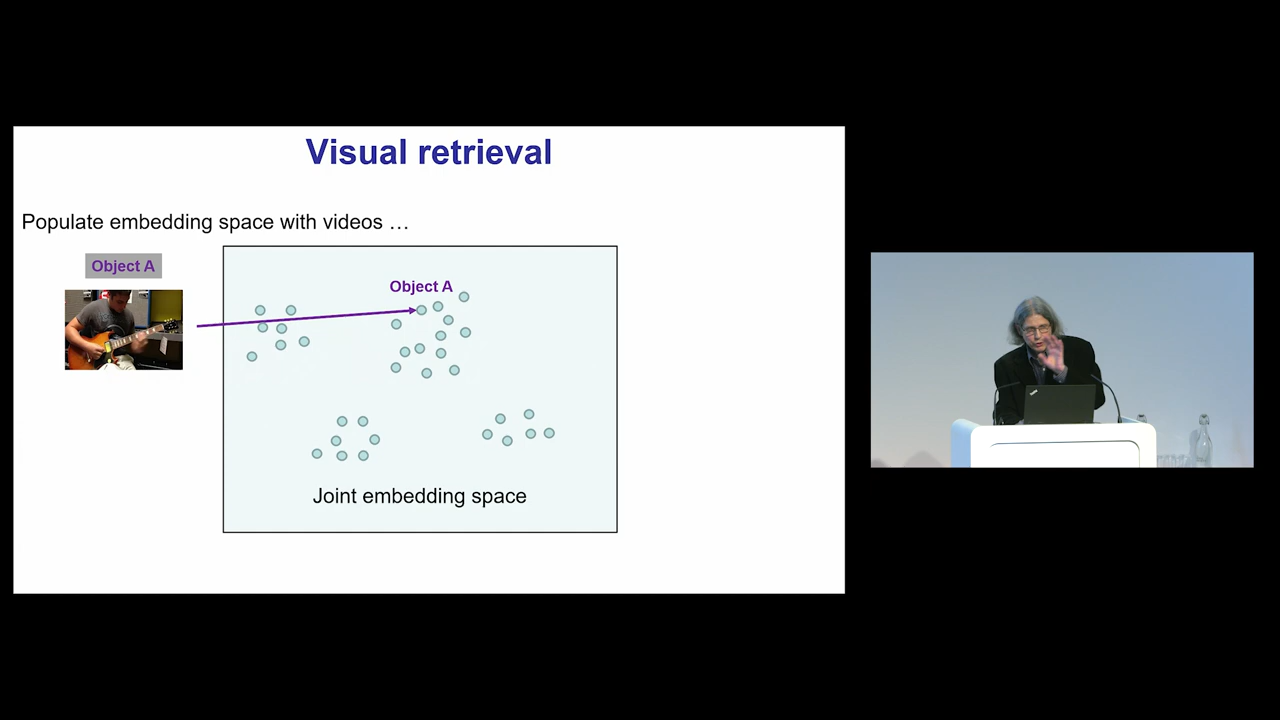 Visual retrieval
Populate embedding space with videos …
Object A
Object A
Joint embedding space